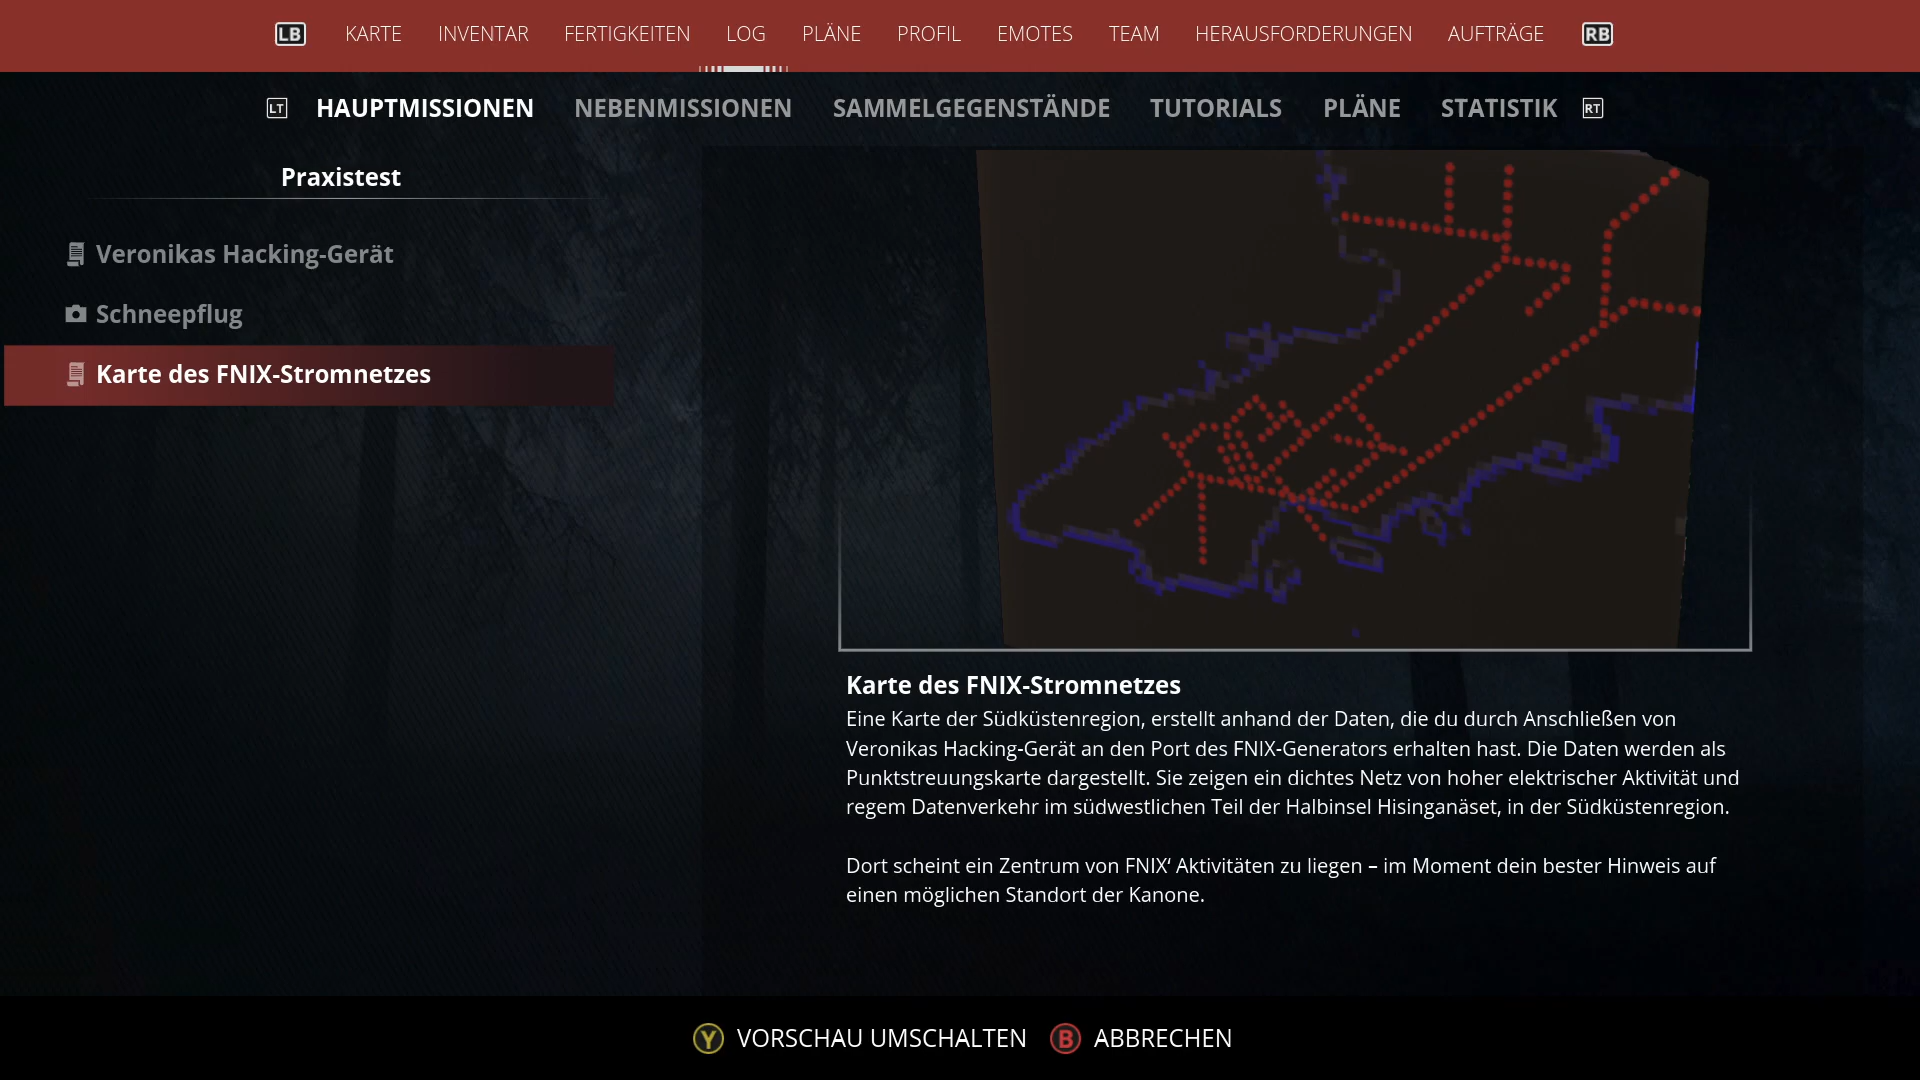 LB KARTE INVENTAR FERTIGKEITEN LOG PLÄNE PROFIL EMOTES TEAM HERAUSFORDERUNGEN AUFTRÄGE RB
LT HAUPTMISSIONEN NEBENMISSIONEN SAMMELGEGENSTÄNDE TUTORIALS PLÄNE STATISTIK RT
Praxistest
Veronikas Hacking-Gerät
Schneepflug
Karte des FNIX-Stromnetzes
Karte des FNIX-Stromnetzes
Eine Karte der Südküstenregion, erstellt anhand der Daten, die du durch Anschließen von
Veronikas Hacking-Gerät an den Port des FNIX-Generators erhalten hast. Die Daten werden als
Punktstreuungskarte dargestellt. Sie zeigen ein dichtes Netz von hoher elektrischer Aktivität und
regem Datenverkehr im südwestlichen Teil der Halbinsel Hisinganäset, in der Südküstenregion.
Dort scheint ein Zentrum von FNIX‘ Aktivitäten zu liegen – im Moment dein bester Hinweis auf
einen möglichen Standort der Kanone.
Y VORSCHAU UMSCHALTEN B ABBRECHEN